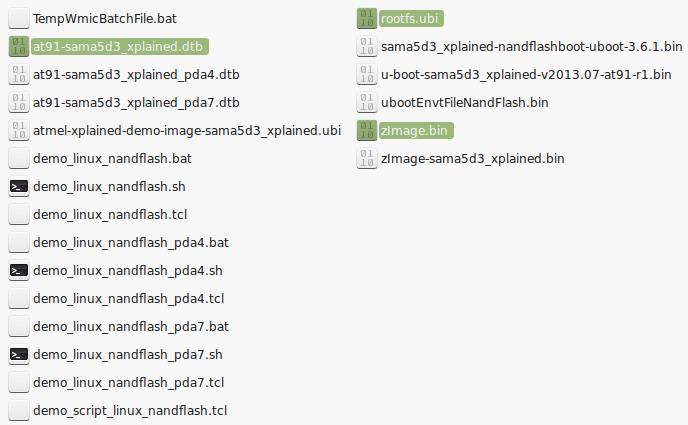 TempWmicBatchFile.bat
at91-sama5d3_xplained.dtb
at91-sama5d3_xplained_pda4.dtb
at91-sama5d3_xplained_pda7.dtb
atmel-xplained-demo-image-sama5d3_xplained.ubi
demo_linux_nandflash.bat
demo_linux_nandflash.sh
demo_linux_nandflash.tcl
demo_linux_nandflash_pda4.bat
demo_linux_nandflash_pda4.sh
demo_linux_nandflash_pda4.tcl
demo_linux_nandflash_pda7.bat
demo_linux_nandflash_pda7.sh
demo_linux_nandflash_pda7.tcl
demo_script_linux_nandflash.tcl
rootfs.ubi
sama5d3_xplained-nandflashboot-uboot-3.6.1.bin
u-boot-sama5d3_xplained-v2013.07-at91-r1.bin
ubootEnvtFileNandFlash.bin
zImage.bin
zImage-sama5d3_xplained.bin